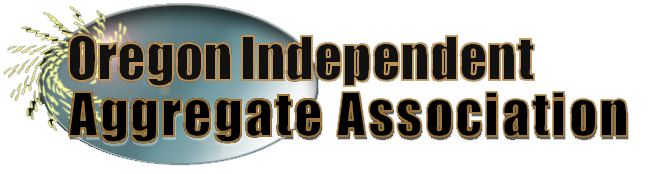 Oregon Independent
Aggregate Association